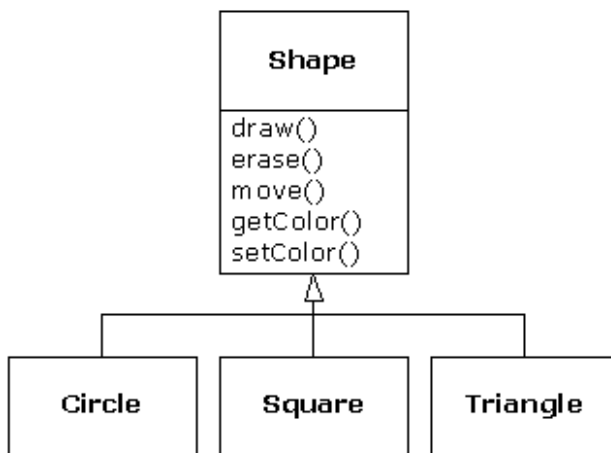 Shape
draw()
erase()
move()
getColor()
setColor()
Circle
Square
Triangle